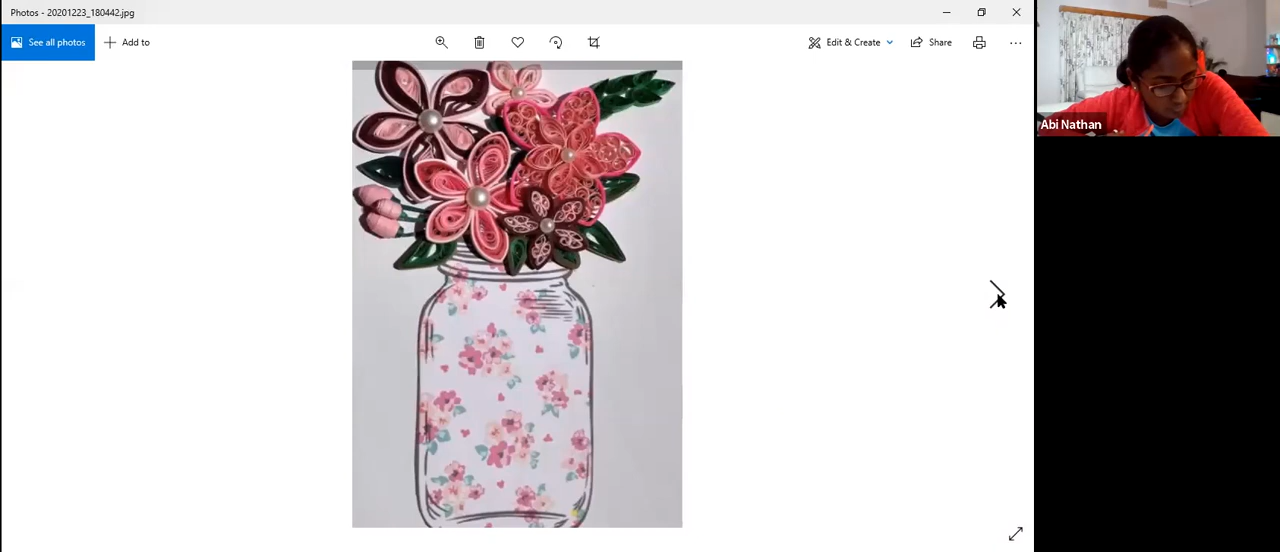 Photos - 20201223_180442.jpg
See all photos
Add to
Edit & Create
Share
Abi Nathan